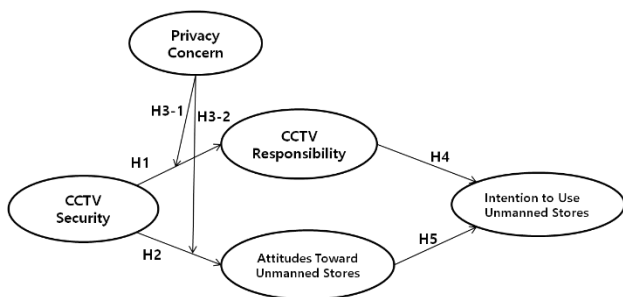 Privacy
Concern
H3-1
H3-2
H1
CCTV
Responsibility
H4
CCTV
Security
Intention to Use
Unmanned Stores
H2
H5
Attitudes Toward
Unmanned Stores